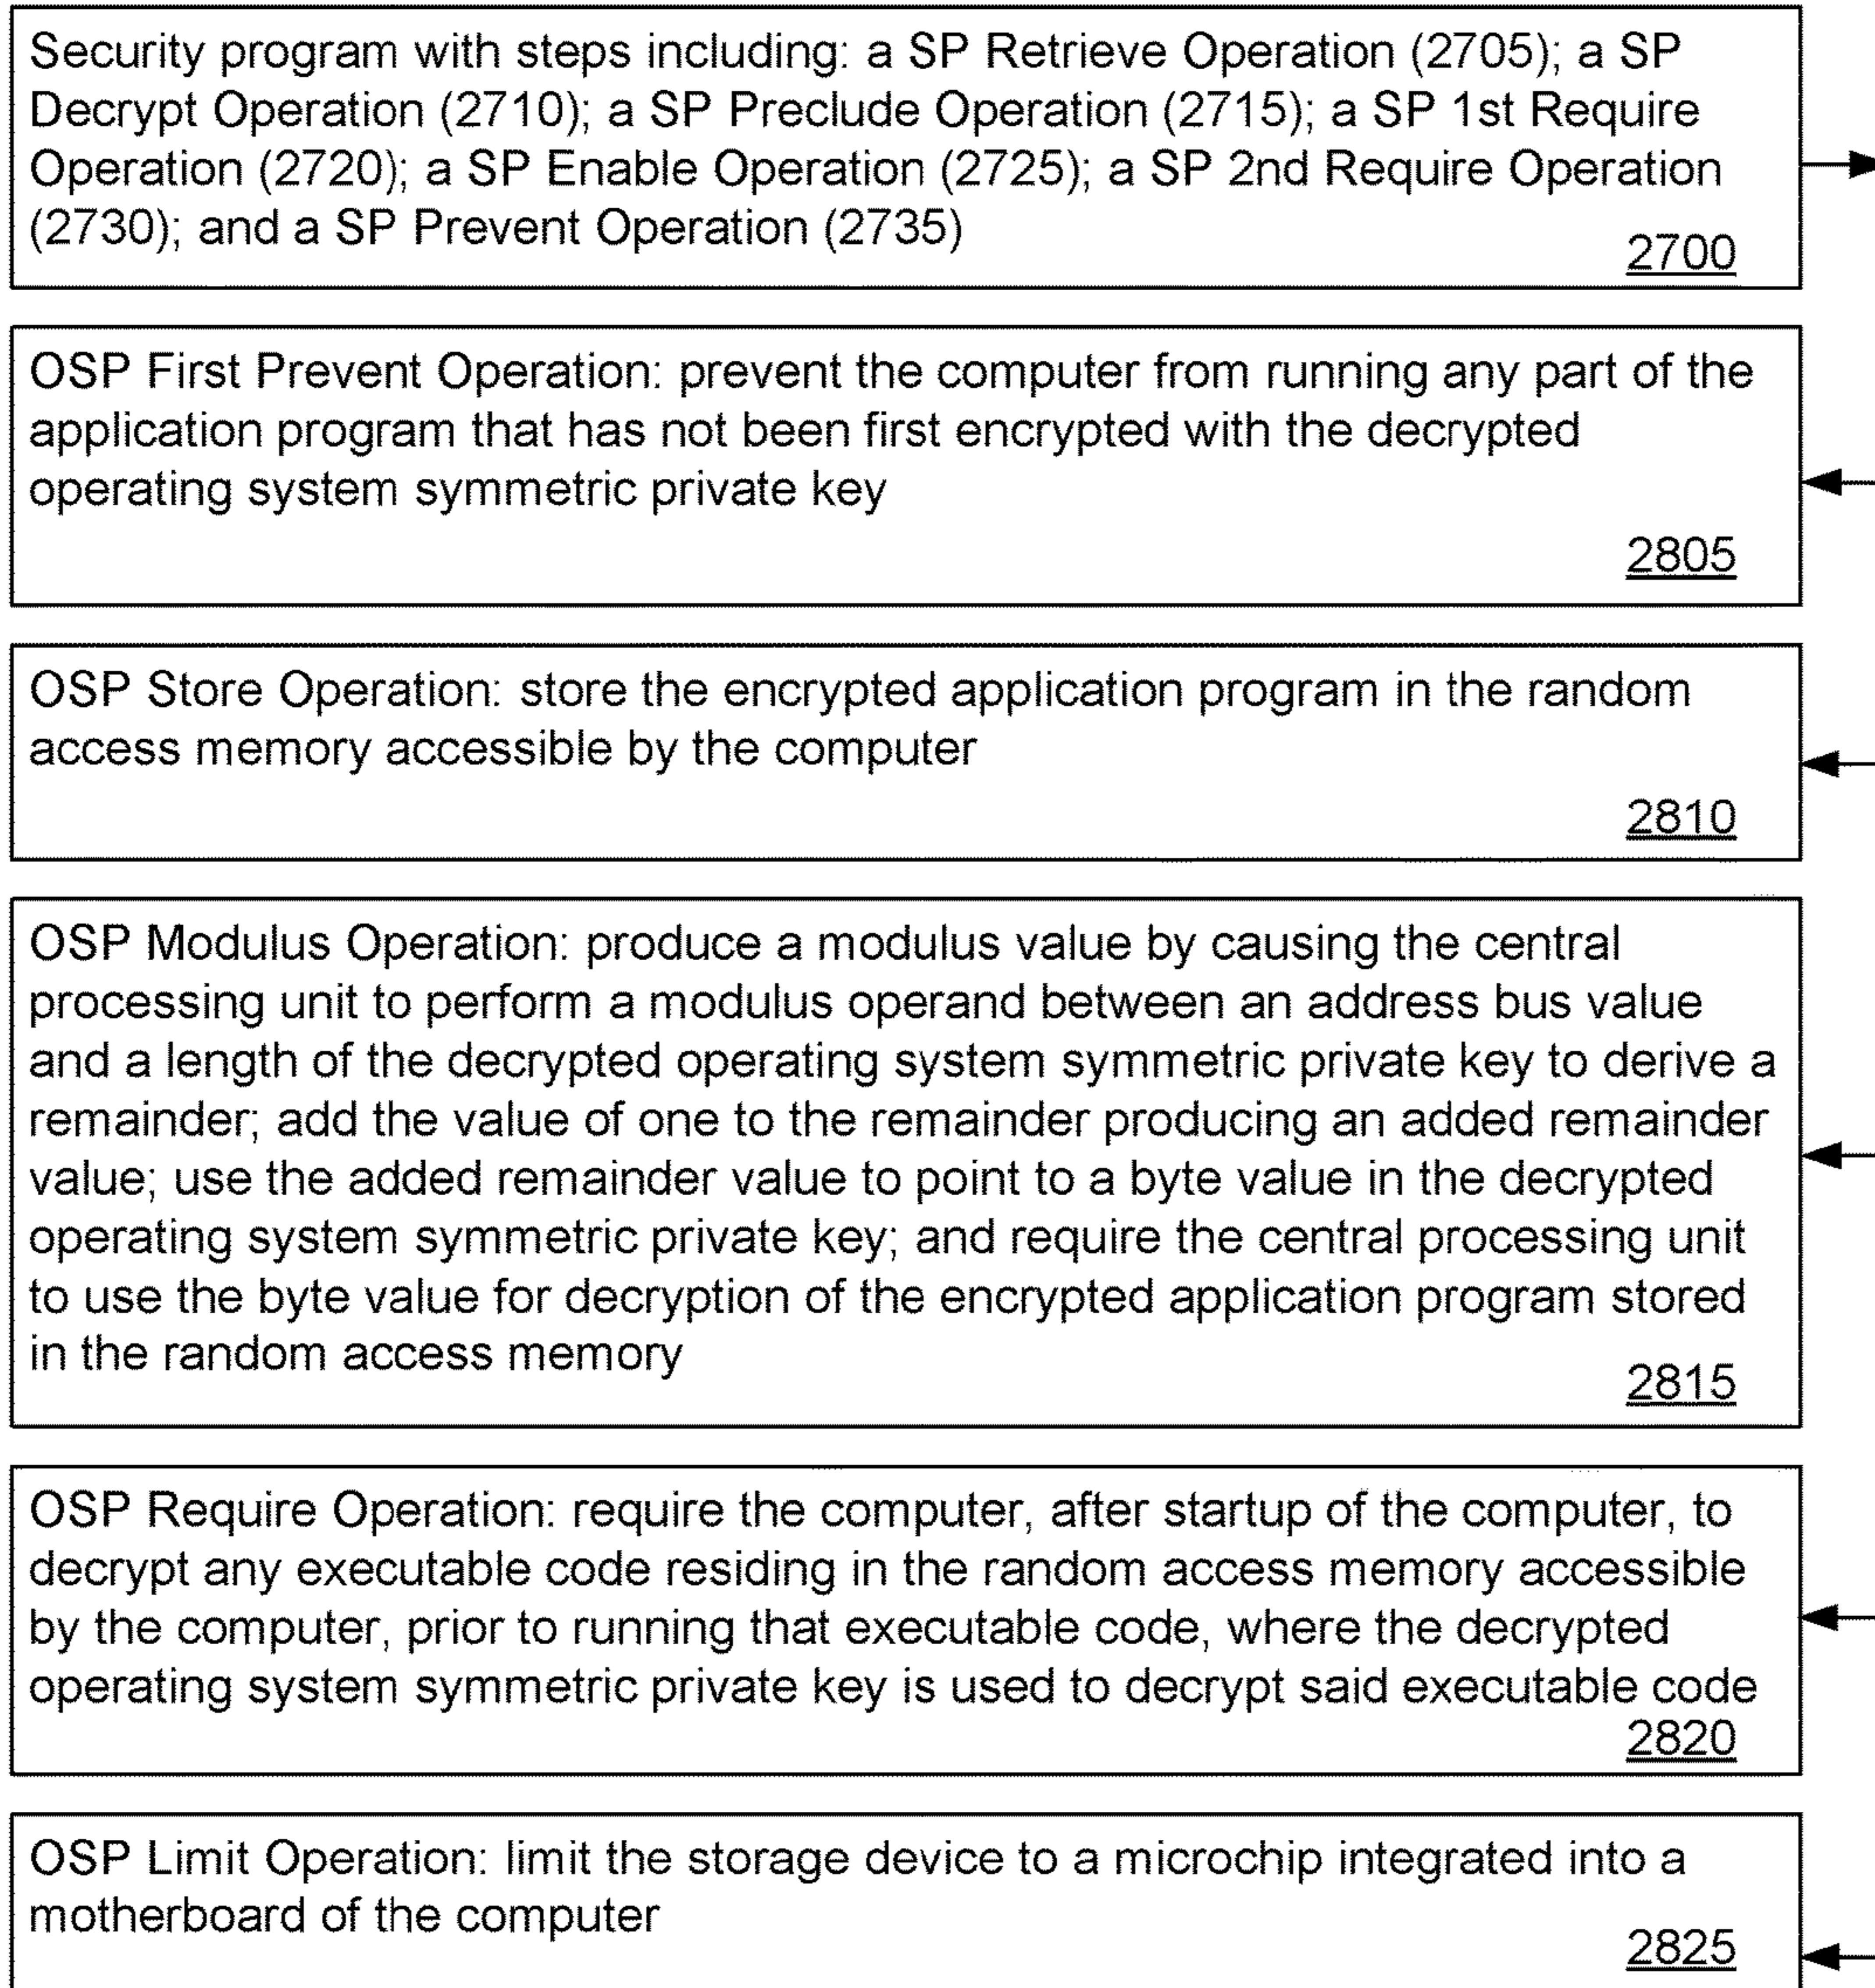 Security program with steps including: a SP Retrieve Operation (2705); a SP
Decrypt Operation (2710); a SP Preclude Operation (2715); a SP 1st Require
Operation (2720); a SP Enable Operation (2725); a SP 2nd Require Operation
(2730); and a SP Prevent Operation (2735)
2700
OSP First Prevent Operation: prevent the computer from running any part of the
application program that has not been first encrypted with the decrypted
operating system symmetric private key
2805
OSP Store Operation: store the encrypted application program in the random
access memory accessible by the computer
2810
OSP Modulus Operation: produce a modulus value by causing the central
processing unit to perform a modulus operand between an address bus value
and a length of the decrypted operating system symmetric private key to derive a
remainder; add the value of one to the remainder producing an added remainder
value; use the added remainder value to point to a byte value in the decrypted
operating system symmetric private key; and require the central processing unit
to use the byte value for decryption of the encrypted application program stored
in the random access memory
2815
OSP Require Operation: require the computer, after startup of the computer, to
decrypt any executable code residing in the random access memory accessible
by the computer, prior to running that executable code, where the decrypted
operating system symmetric private key is used to decrypt said executable code
2820
OSP Limit Operation: limit the storage device to a microchip integrated into a
motherboard of the computer
2825